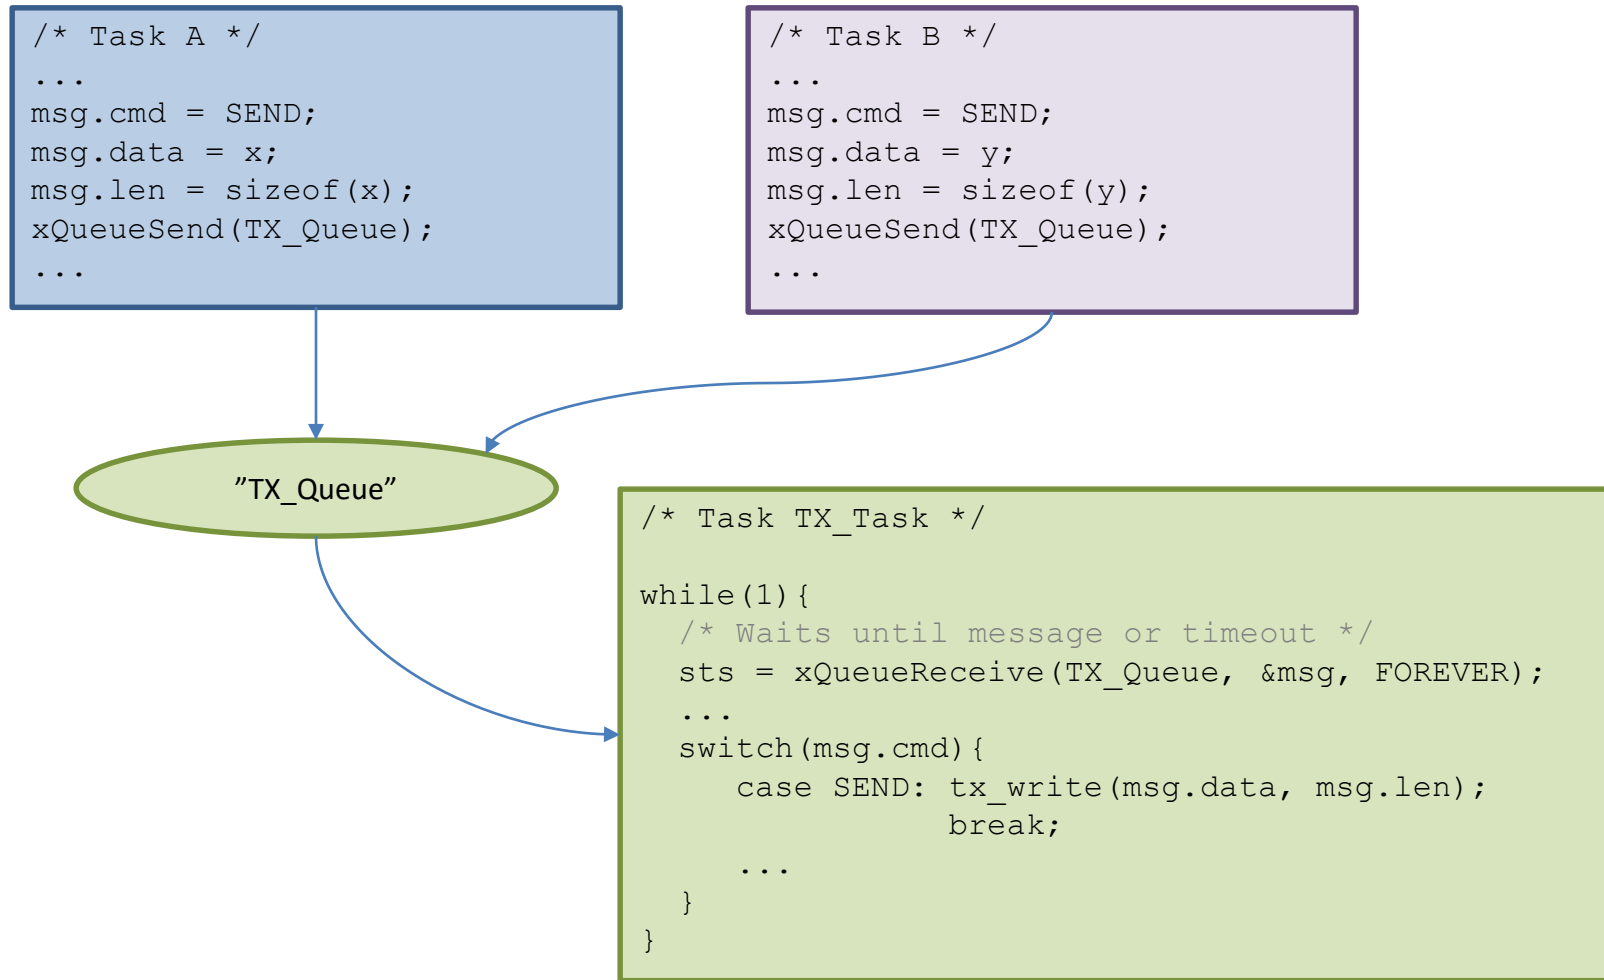 /* Task A */
...
msg.cmd = SEND;
msg.data = x;
msg.len = sizeof(x);
xQueueSend(TX_Queue);
...
/* Task B */
...
msg.cmd = SEND;
msg.data = y;
msg.len = sizeof(y);
xQueueSend(TX_Queue);
...
”TX_Queue”
/* Task TX_Task */
while(1){
/* Waits until message or timeout */
sts = xQueueReceive(TX_Queue, &msg, FOREVER);
...
switch(msg.cmd){
case SEND: tx_write(msg.data, msg.len);
break;
...
}
}